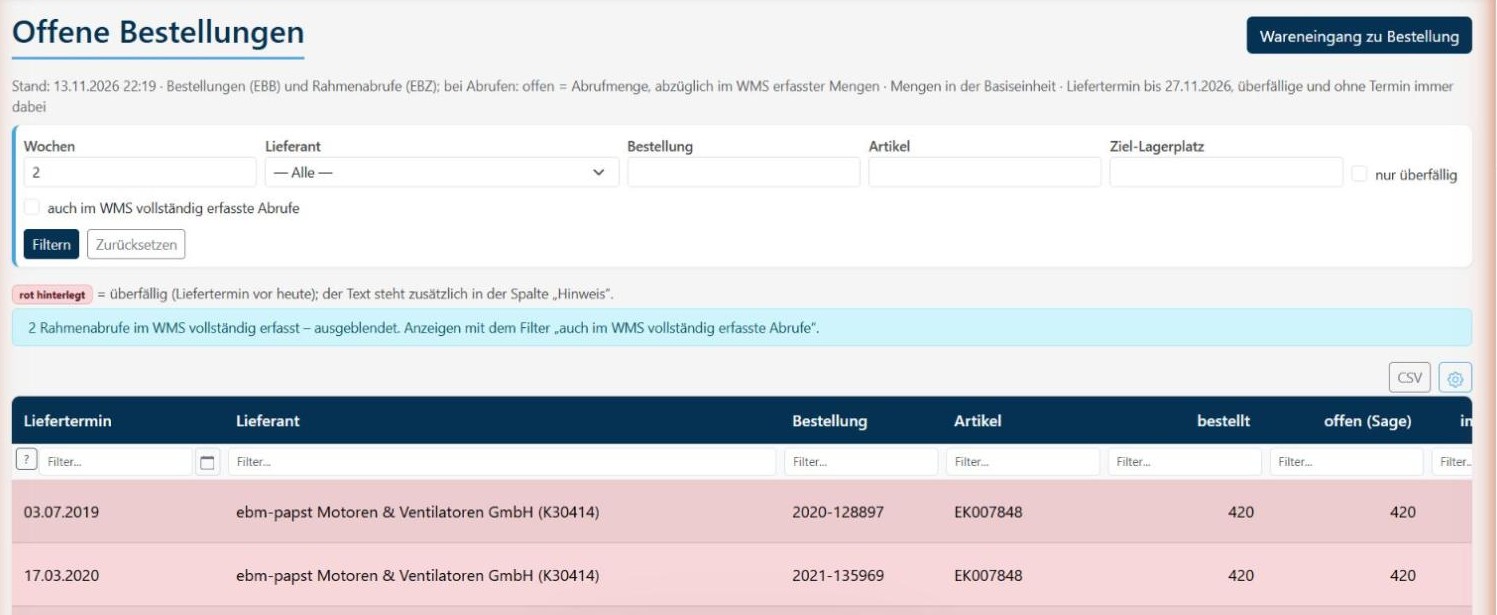 Offene Bestellungen
Wareneingang zu Bestellung
Stand: 13.11.2026 22:19 · Bestellungen (EBB) und Rahmenabrufe (EBZ); bei Abrufen: offen = Abrufmenge, abzüglich im WMS erfasster Mengen · Mengen in der Basiseinheit · Liefertermin bis 27.11.2026, überfällige und ohne Termin immer
dabei
Wochen Lieferant Bestellung Artikel Ziel-Lagerplatz
2 — Alle — nur überfällig
auch im WMS vollständig erfasste Abrufe
Filtern Zurücksetzen
rot hinterlegt = überfällig (Liefertermin vor heute); der Text steht zusätzlich in der Spalte „Hinweis".
2 Rahmenabrufe im WMS vollständig erfasst – ausgeblendet. Anzeigen mit dem Filter „auch im WMS vollständig erfasste Abrufe".
CSV
Liefertermin Lieferant Bestellung Artikel bestellt offen (Sage) in
? Filter... Filter... Filter... Filter... Filter... Filter... Filter...
03.07.2019 ebm-papst Motoren & Ventilatoren GmbH (K30414) 2020-128897 EK007848 420 420
17.03.2020 ebm-papst Motoren & Ventilatoren GmbH (K30414) 2021-135969 EK007848 420 420